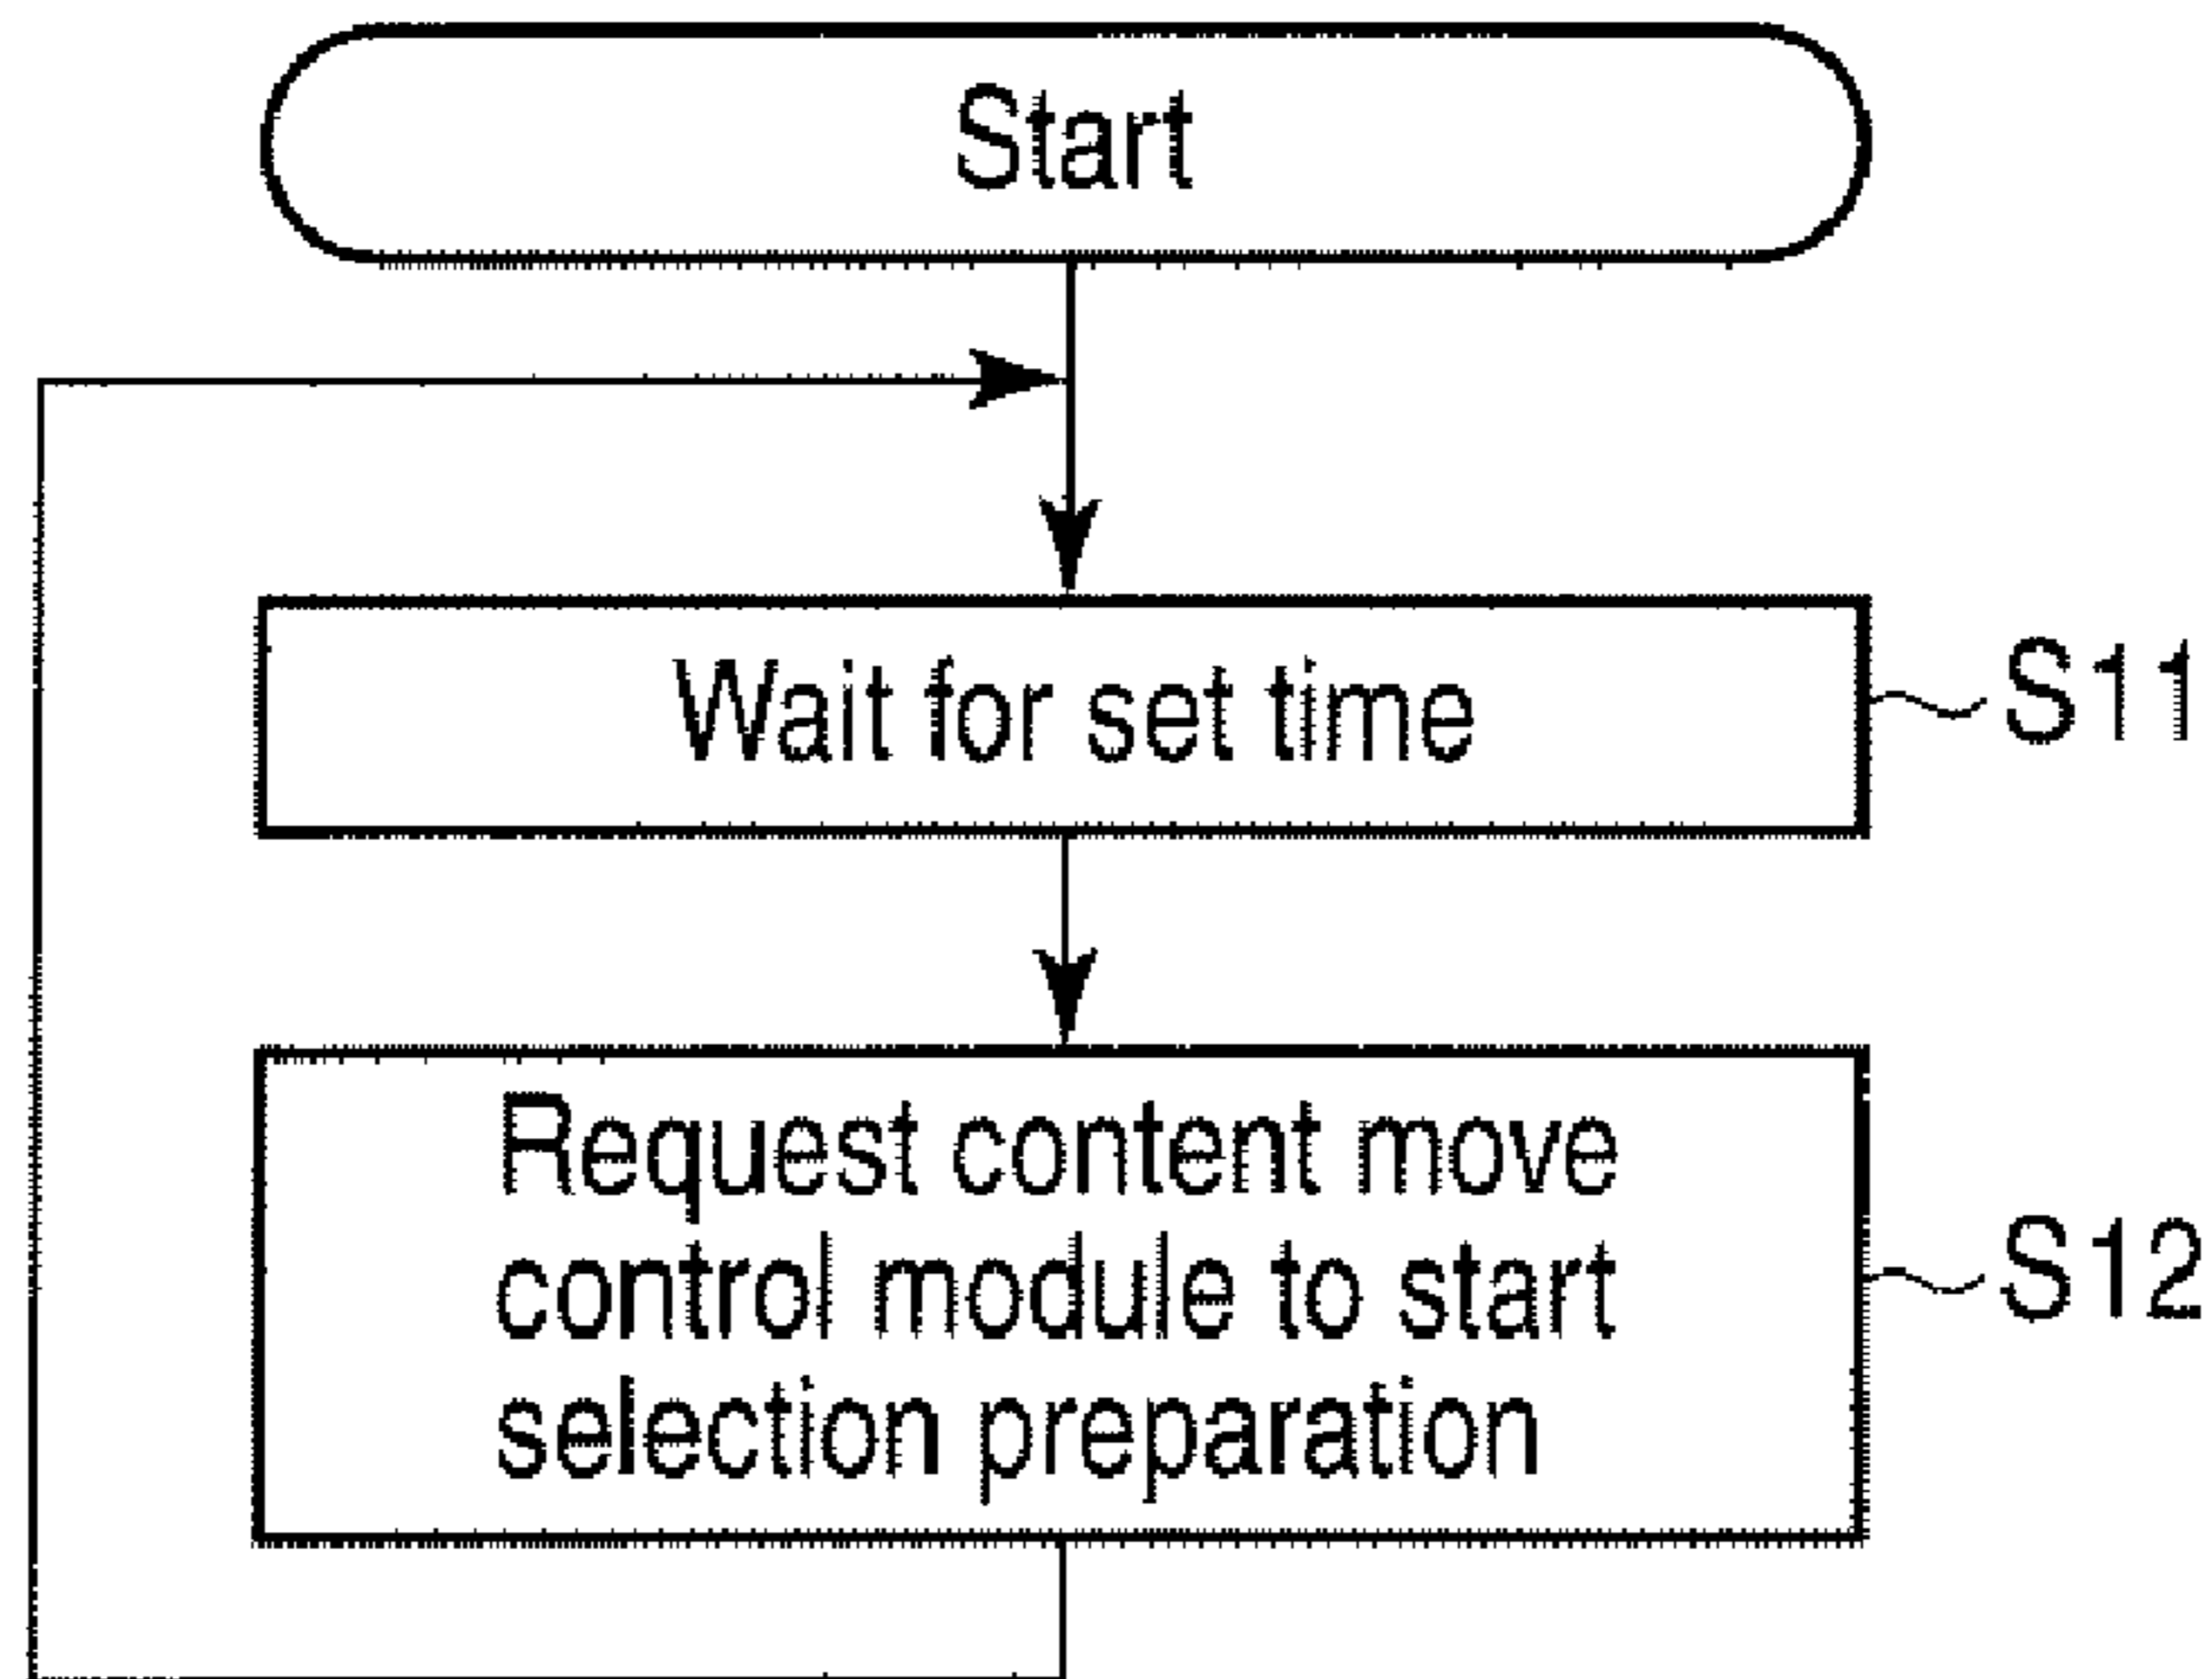 Start
Wait for set time
S11
Request content move
control module to start
selection preparation
S12